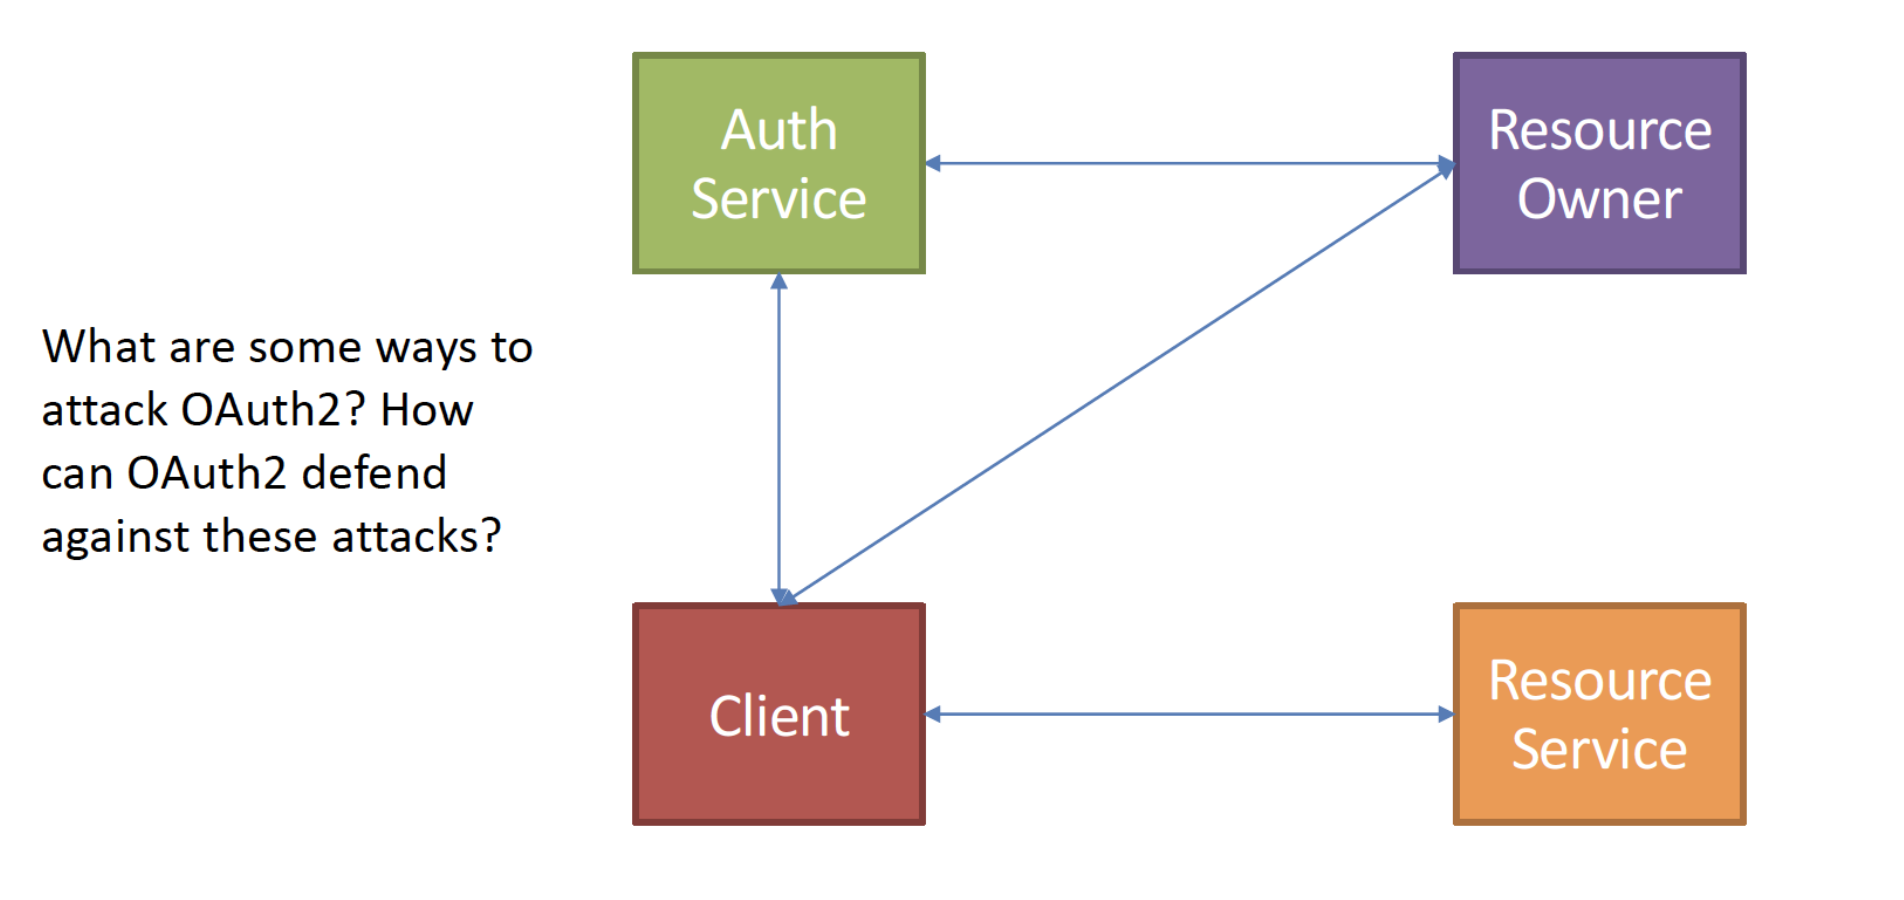 Auth
Service
Resource
Owner
What are some ways to
attack OAuth2? How
can OAuth2 defend
against these attacks?
Client
Resource
Service